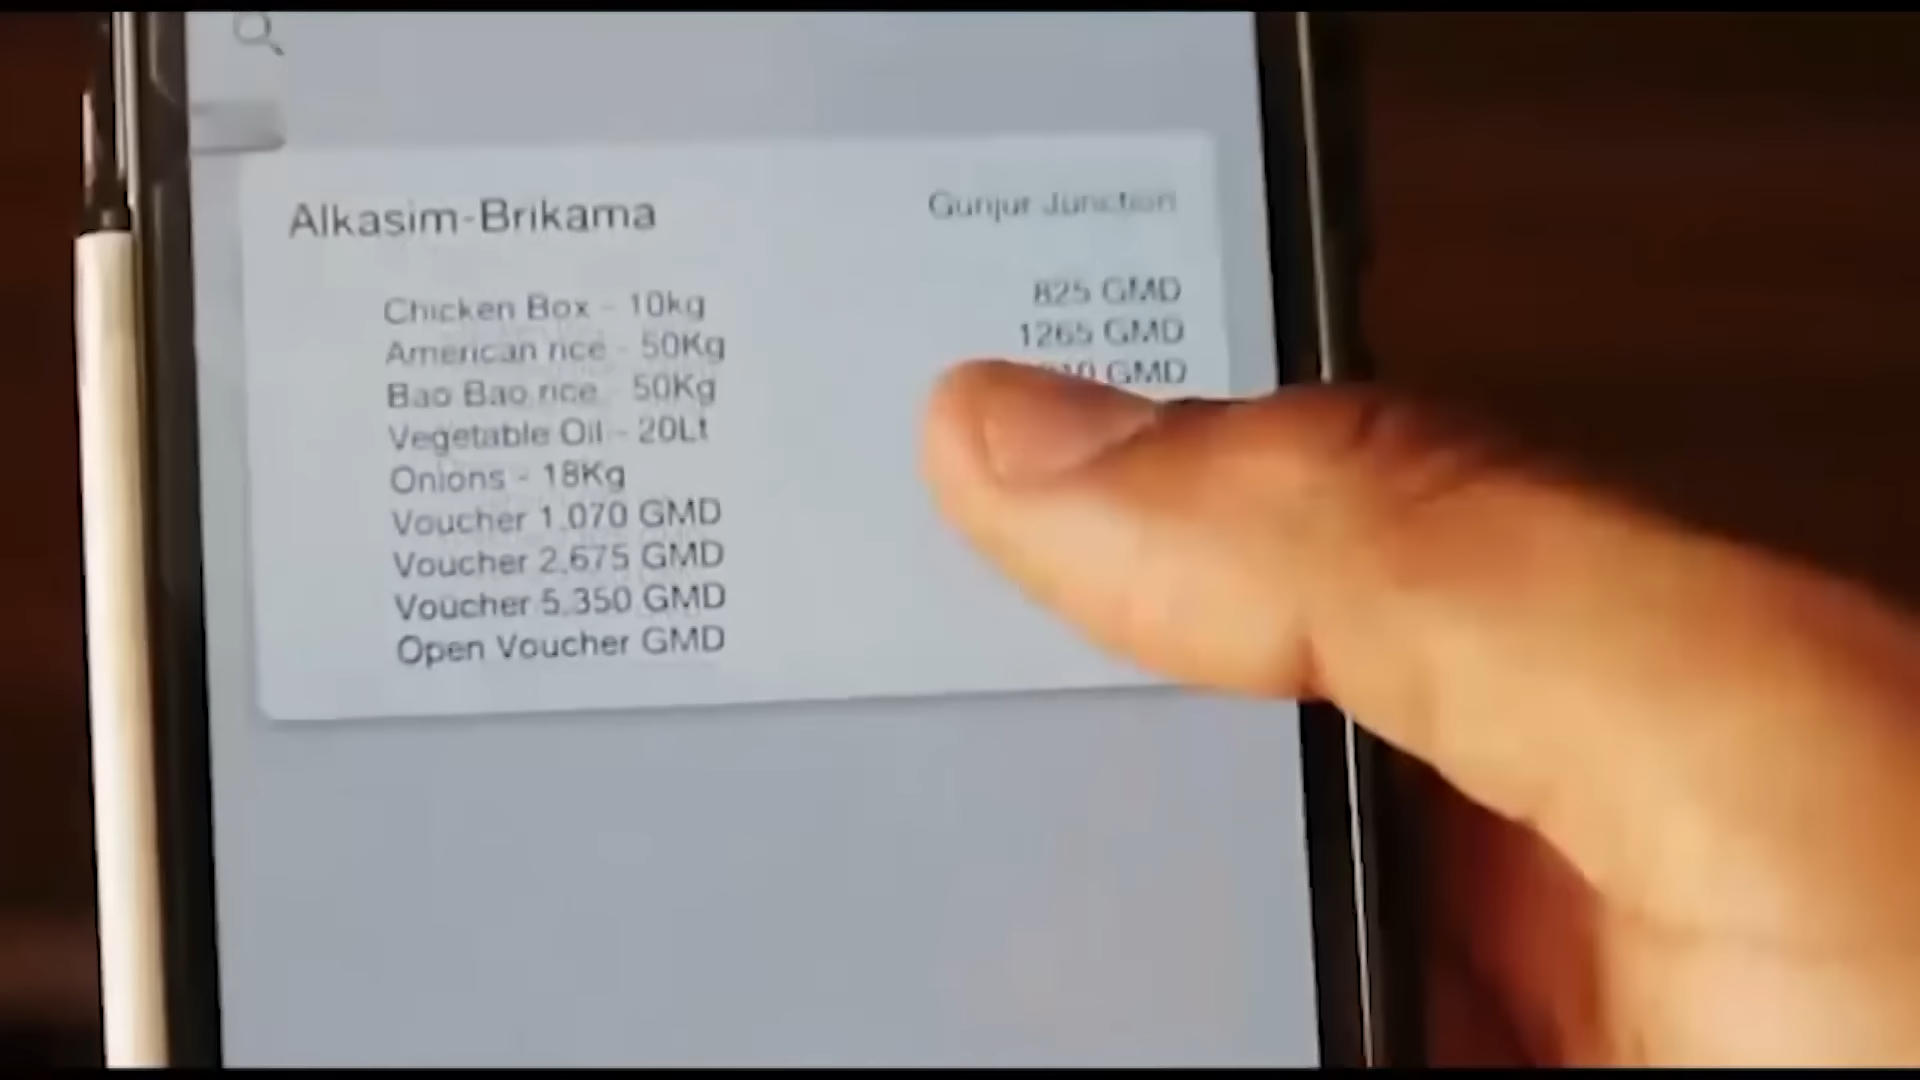 Alkasim-Brikama Gunjur Junction
Chicken Box - 10kg 825 GMD
American rice - 50Kg 1265 GMD
Bao Bao rice - 50Kg GMD
Vegetable Oil - 20Lt
Onions - 18Kg
Voucher 1.070 GMD
Voucher 2.675 GMD
Voucher 5.350 GMD
Open Voucher GMD